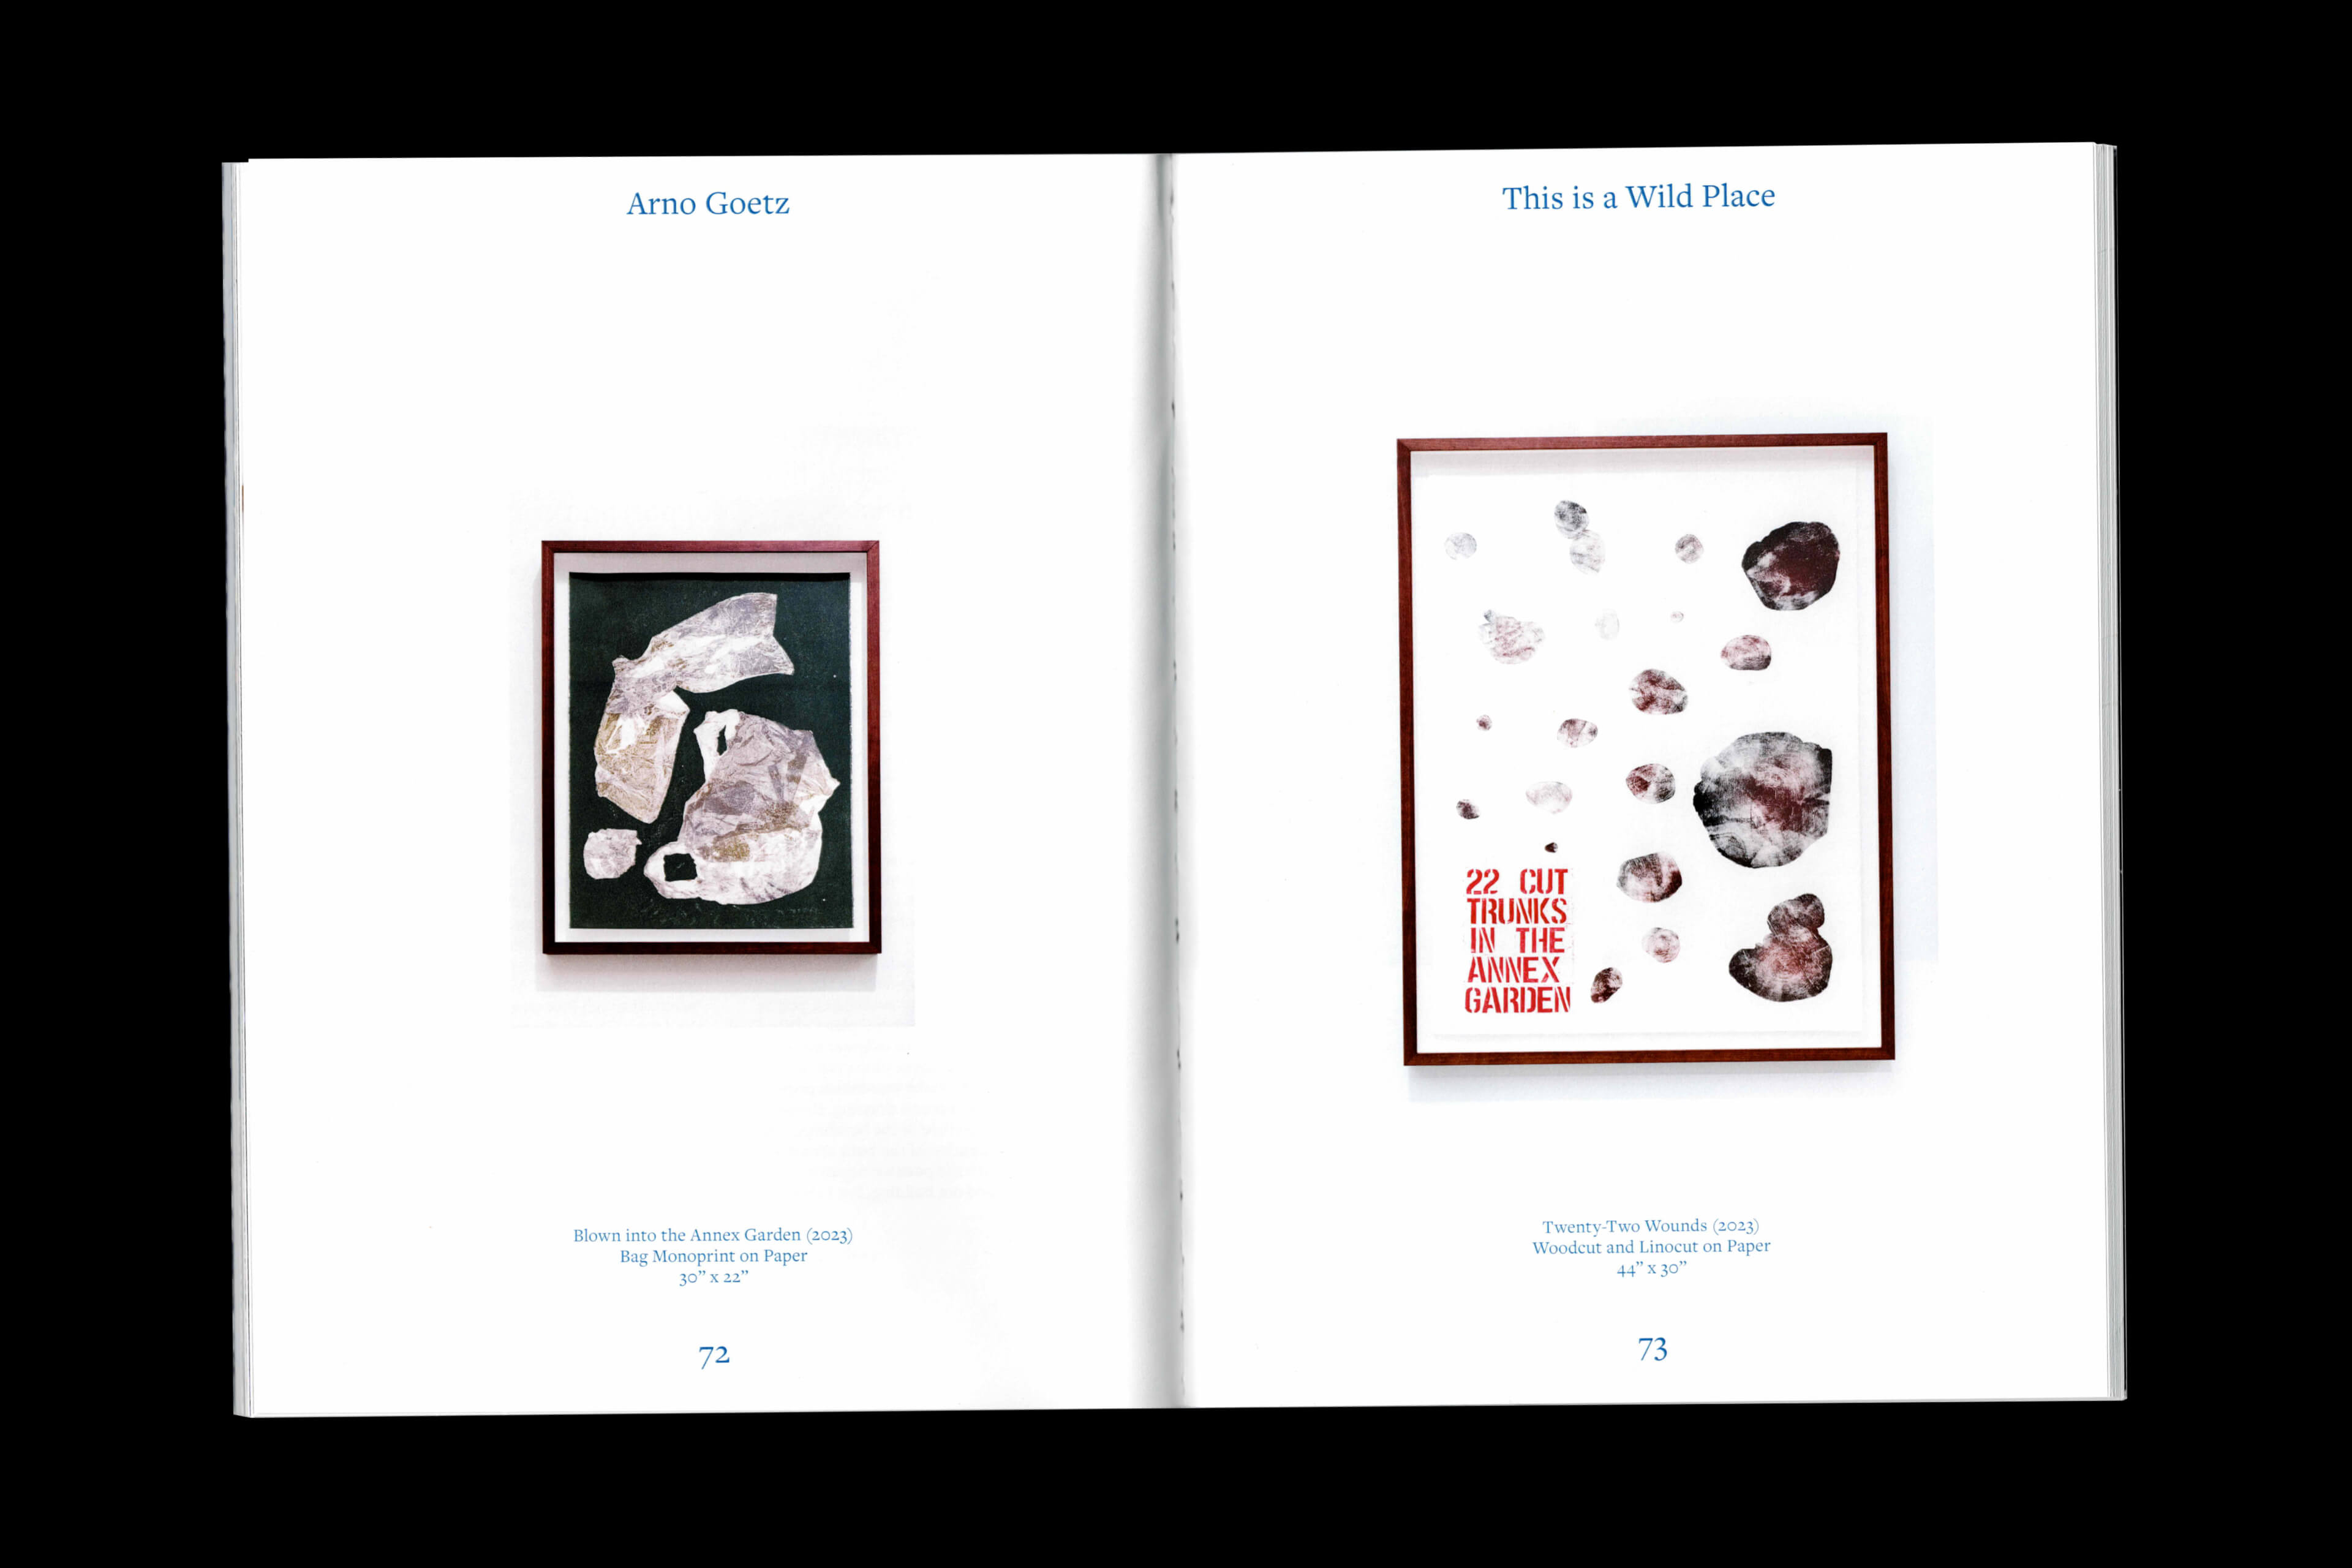 Arno Goetz
Blown into the Annex Garden (2023)
Bag Monoprint on Paper
30” x 22”
72
This is a Wild Place
22 CUT
TRUNKS
IN THE
ANNEX
GARDEN
Twenty-Two Wounds (2023)
Woodcut and Linocut on Paper
44” x 30”
73